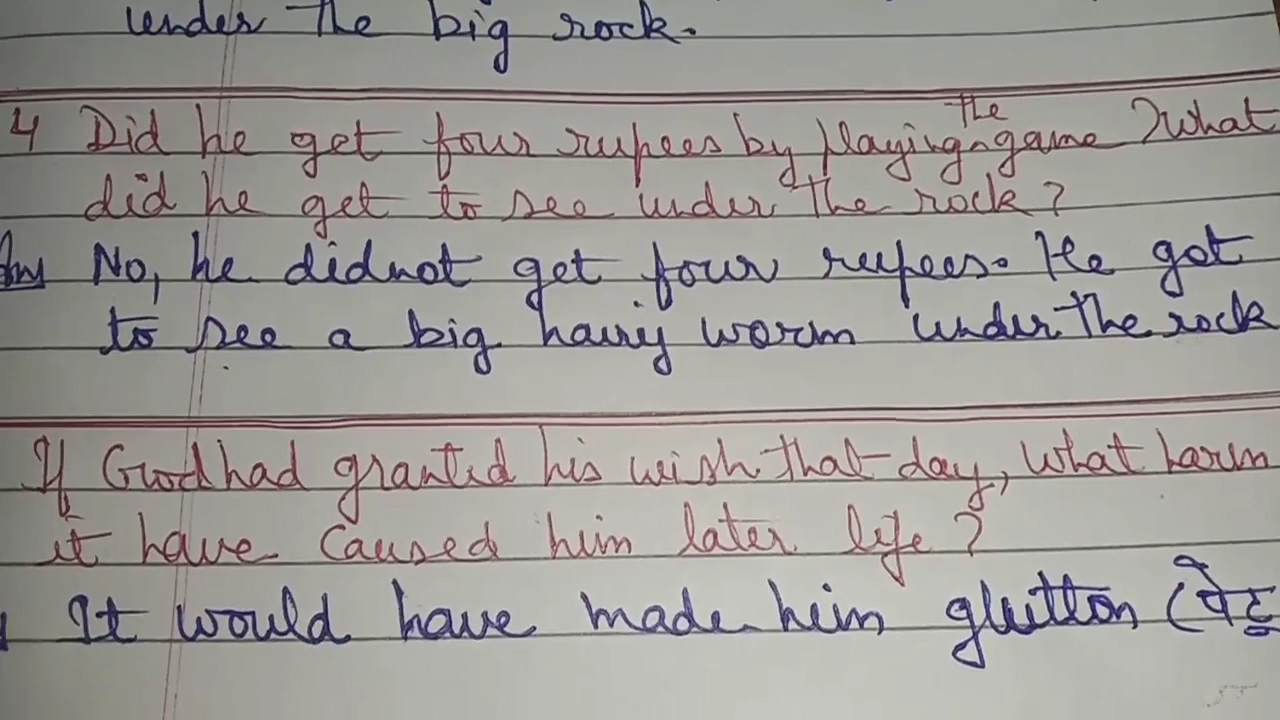 under the big rock.
4 Did he get four rupees by playing the game ? What
did he get to see under the rock?
Ans No, he didnot get four rupees. He got
to see a big hairy worm under the rock
If God had granted his wish that day, what harm
it have caused him later life ?
It would have made him glutton (पेटू